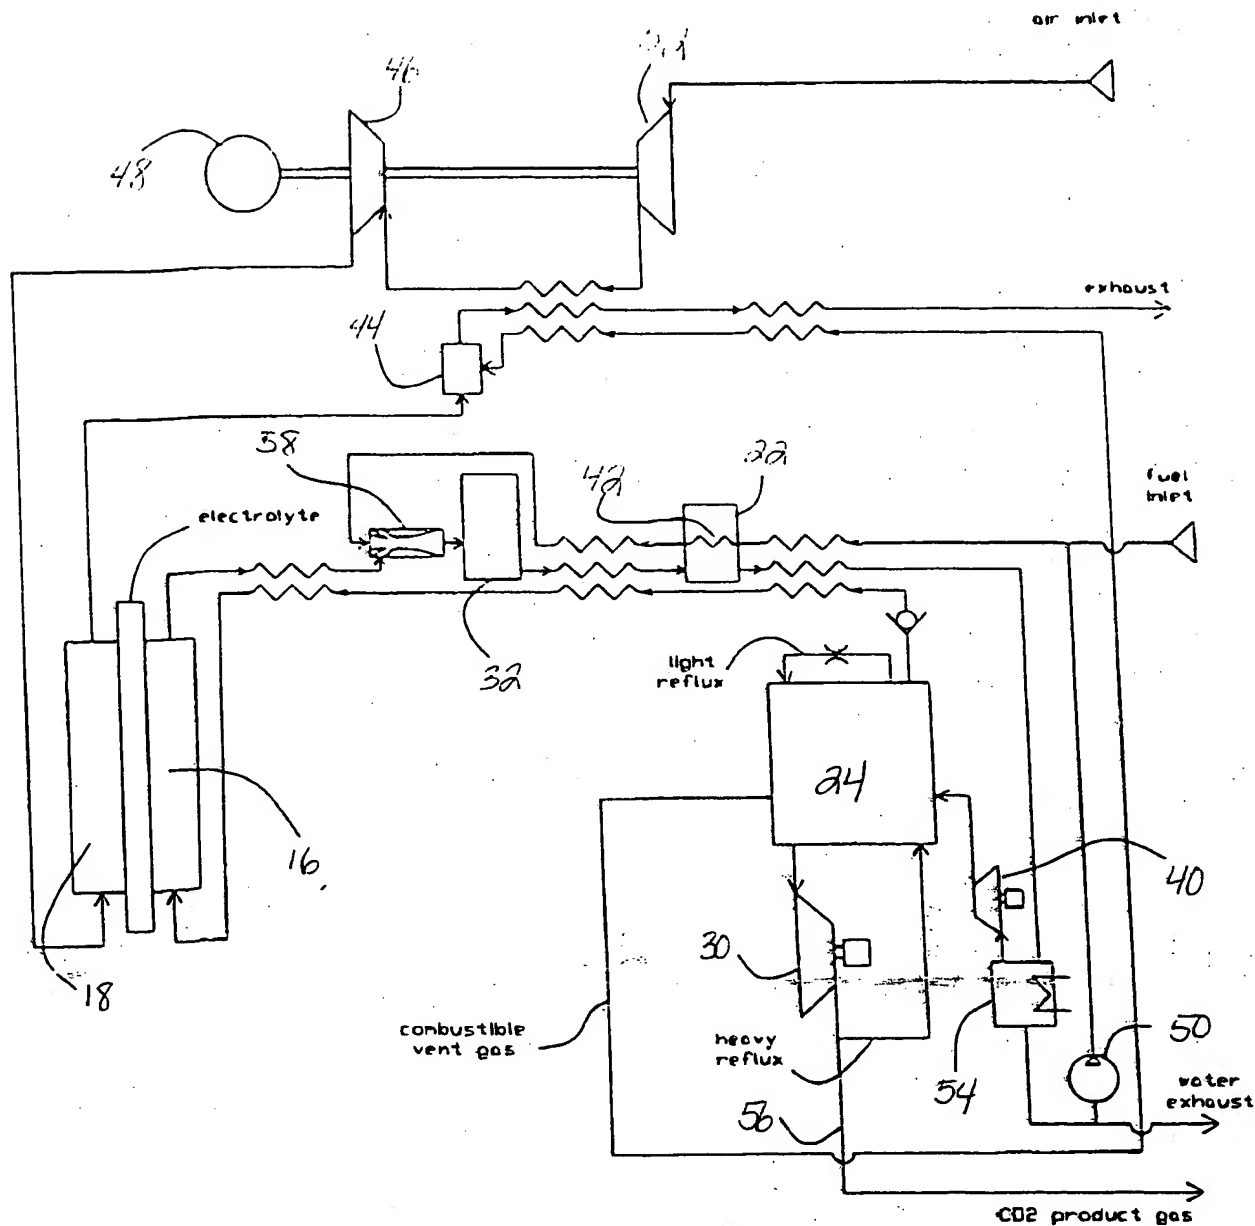 air inlet
46
48
exhaust
44
38
42
22
fuel
inlet
electrolyte
32
light
reflux
24
16
40
30
18
combustible
vent gas
heavy
reflux
54
50
water
exhaust
56
CO2 product gas